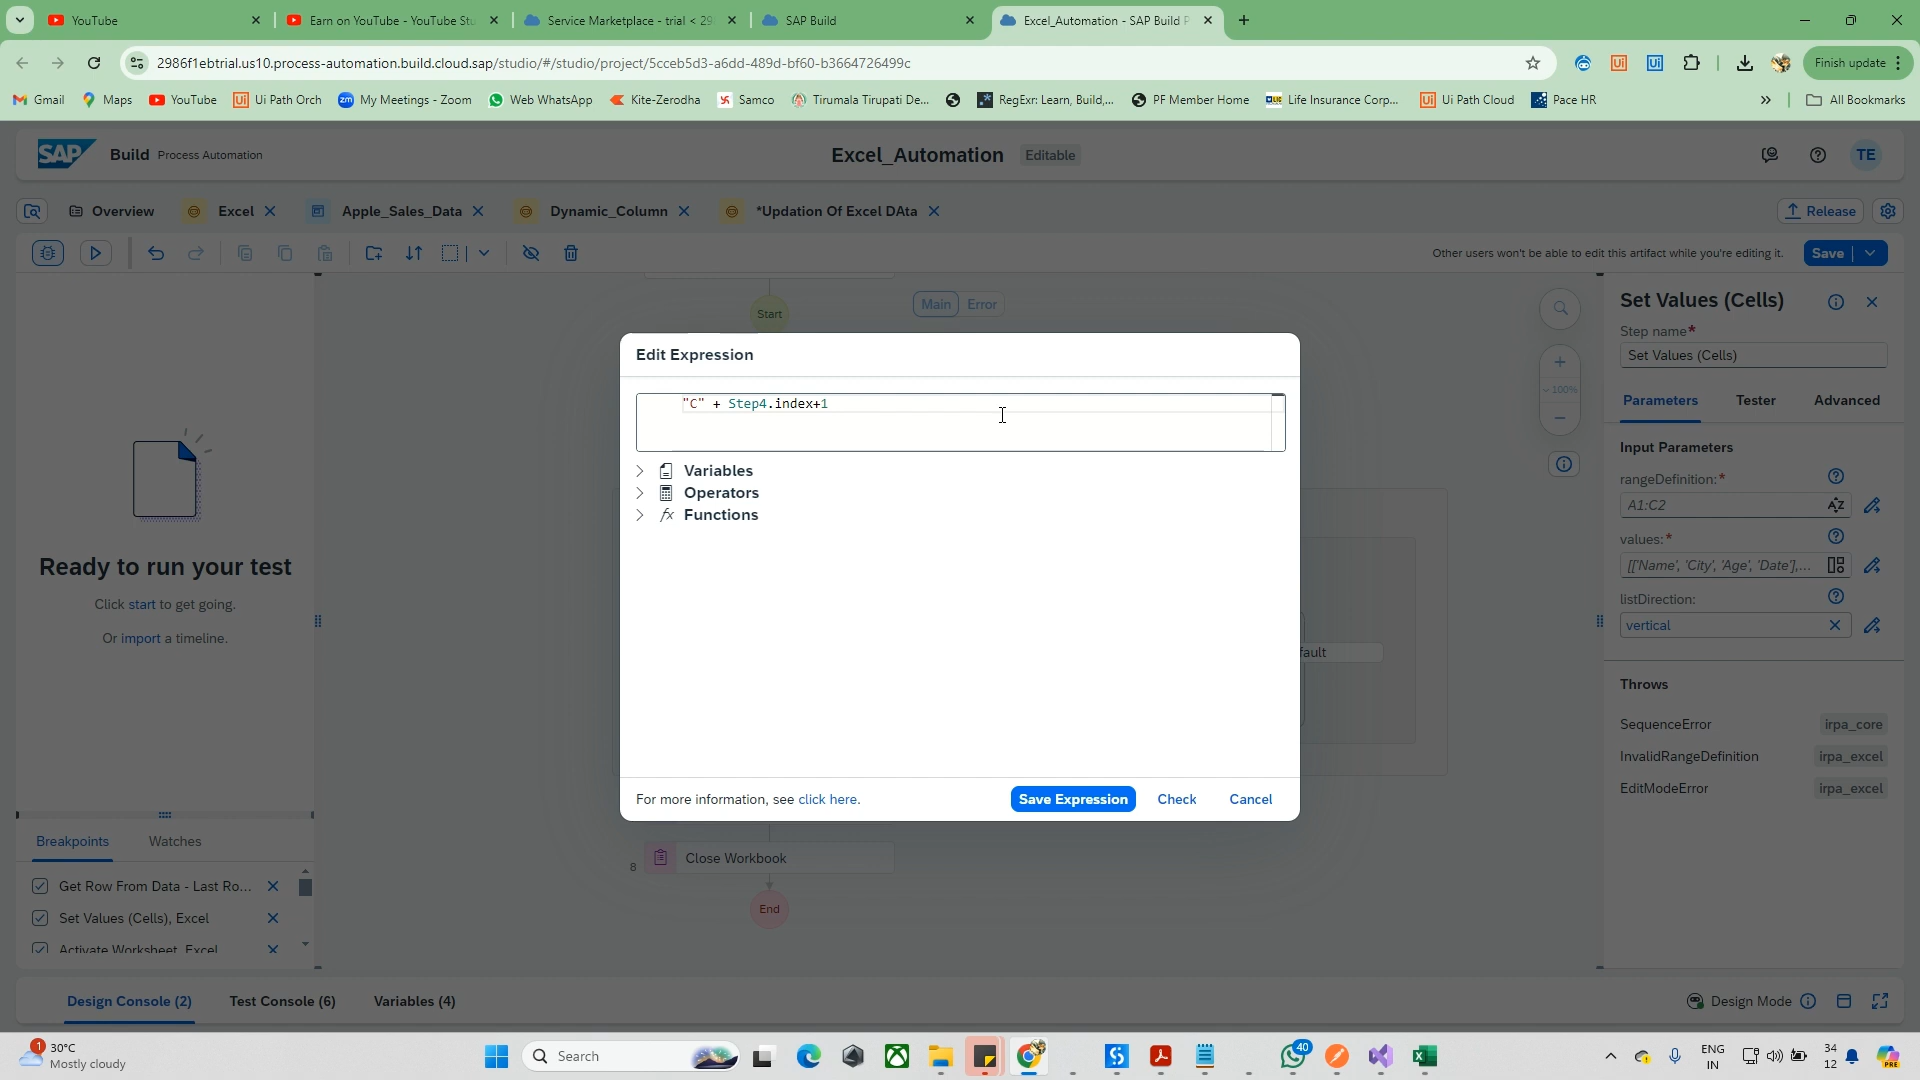 YouTube
Earn on YouTube - YouTube Stu
Service Marketplace - trial < 29
SAP Build
Excel_Automation - SAP Build P
2986f1ebtrial.us10.process-automation.build.cloud.sap/studio/#/studio/project/5cceb5d3-a6dd-489d-bf60-b3664726499c
Finish update
Gmail
Maps
YouTube
Ui Path Orch
My Meetings - Zoom
Web WhatsApp
Kite-Zerodha
Samco
Tirumala Tirupati De...
RegExr: Learn, Build,...
PF Member Home
Life Insurance Corp...
Ui Path Cloud
Pace HR
All Bookmarks
SAP Build Process Automation
Excel_Automation Editable
TE
Overview
Excel
Apple_Sales_Data
Dynamic_Column
*Updation Of Excel DAta
Release
Other users won't be able to edit this artifact while you're editing it.
Save
Start
Main Error
100%
Ready to run your test
Click start to get going.
Or import a timeline.
Breakpoints Watches
Get Row From Data - Last Ro...
Set Values (Cells), Excel
Activate Worksheet, Excel
Edit Expression
"C" + Step4.index+1
Variables
Operators
Functions
For more information, see click here.
Save Expression Check Cancel
fault
8 Close Workbook
End
Set Values (Cells)
Step name*
Set Values (Cells)
Parameters Tester Advanced
Input Parameters
rangeDefinition:*
A1:C2
values:*
[['Name', 'City', 'Age', 'Date'],...
listDirection:
vertical
Throws
SequenceError irpa_core
InvalidRangeDefinition irpa_excel
EditModeError irpa_excel
Design Console (2) Test Console (6) Variables (4)
Design Mode
1
30°C
Mostly cloudy
Search
40
ENG
IN
34
12
PRE